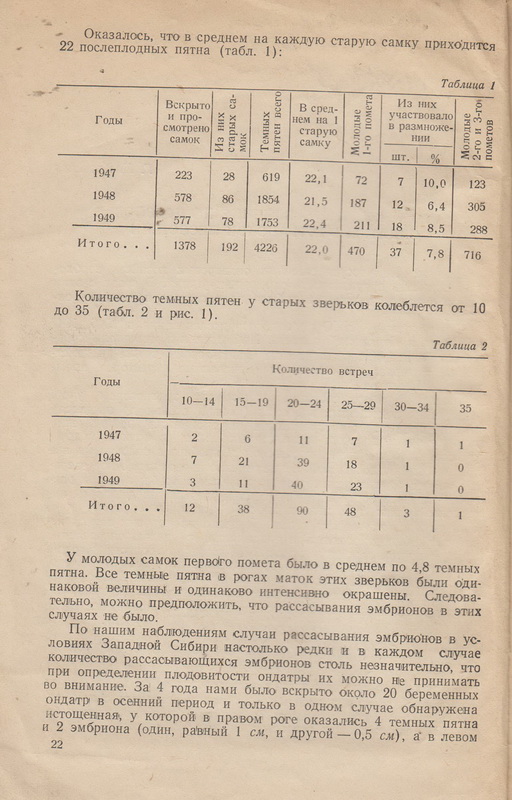 Оказалось, что в среднем на каждую старую самку приходится
22 послеплодных пятна (табл. 1):
Таблица 1
Годы | Вскрыто и просмотрено самок | Из них старых самок | Темных пятен всего | В среднем на 1 старую самку | Молодые 1-го помета | Из них участвовало в размножении шт. | % | Молодые 2-го и 3-го пометов
1947 223 28 619 22,1 72 7 10,0 123
1948 578 86 1854 21,5 187 12 6,4 305
1949 577 78 1753 22,4 211 18 8,5 288
Итого... 1378 192 4226 22,0 470 37 7,8 716
Количество темных пятен у старых зверьков колеблется от 10
до 35 (табл. 2 и рис. 1).
Таблица 2
Годы
Количество встреч
10—14 15—19 20—24 25—29 30—34 35
1947 2 6 11 7 1 1
1948 7 21 39 18 1 0
1949 3 11 40 23 1 0
Итого... 12 38 90 48 3 1
У молодых самок первого помета было в среднем по 4,8 темных
пятна. Все темные пятна в рогах маток этих зверьков были оди-
наковой величины и одинаково интенсивно окрашены. Следова-
тельно, можно предположить, что рассасывания эмбрионов в этих
случаях не было.
По нашим наблюдениям случаи рассасывания эмбрионов в ус-
ловиях Западной Сибири настолько редки и в каждом случае
количество рассасывающихся эмбрионов столь незначительно, что
при определении плодовитости ондатры их можно не принимать
во внимание. За 4 года нами было вскрыто около 20 беременных
ондатр в осенний период и только в одном случае обнаружена
истощенная, у которой в правом роге оказались 4 темных пятна
и 2 эмбриона (один, равный 1 см, и другой — 0,5 см), а в левом
22